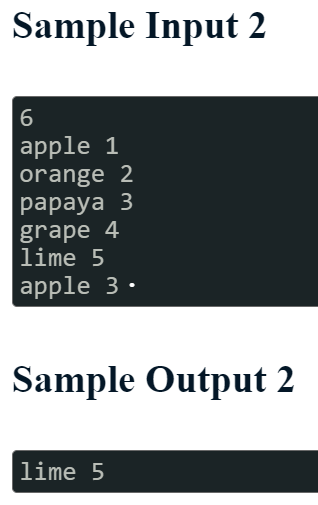 Sample Input 2
6
apple 1
orange 2
papaya 3
grape 4
lime 5
apple 3
Sample Output 2
lime 5